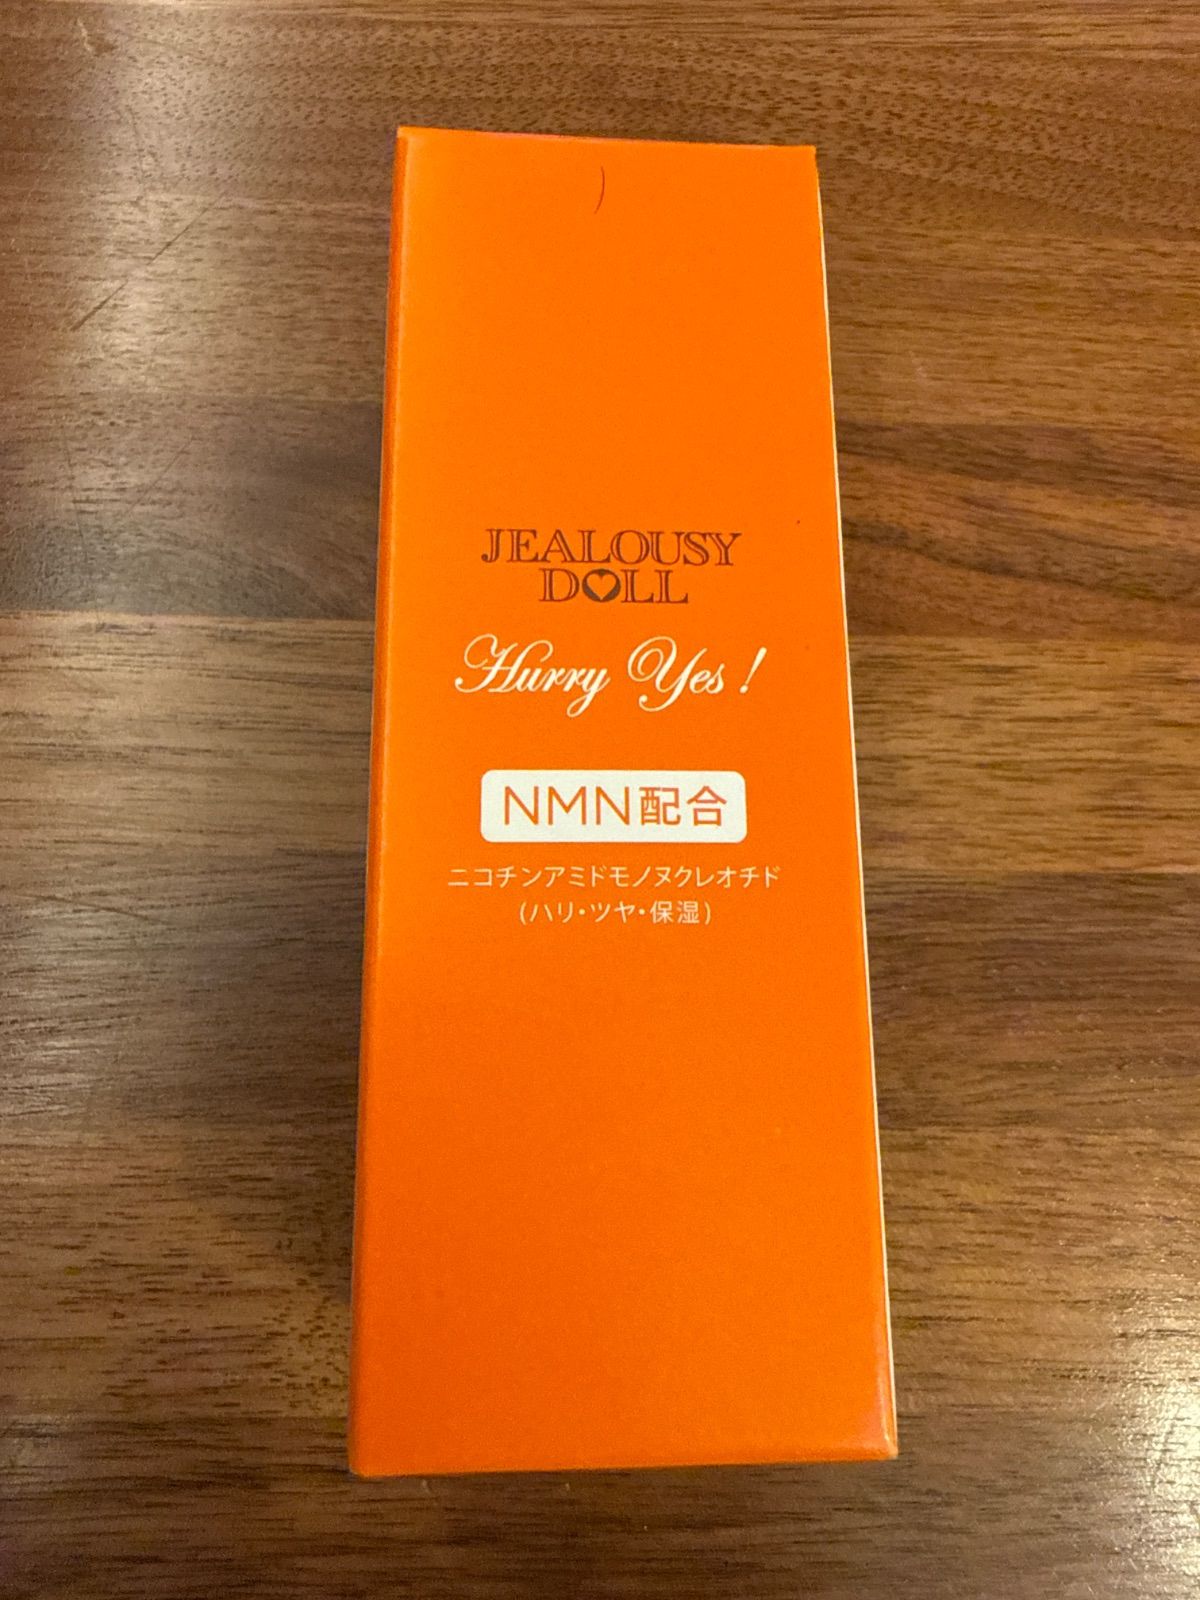 JEALOUSY
DOLL
Hurry Yes!
NMN配合
ニコチンアミドモノヌクレオチド
(ハリ・ツヤ・保湿)